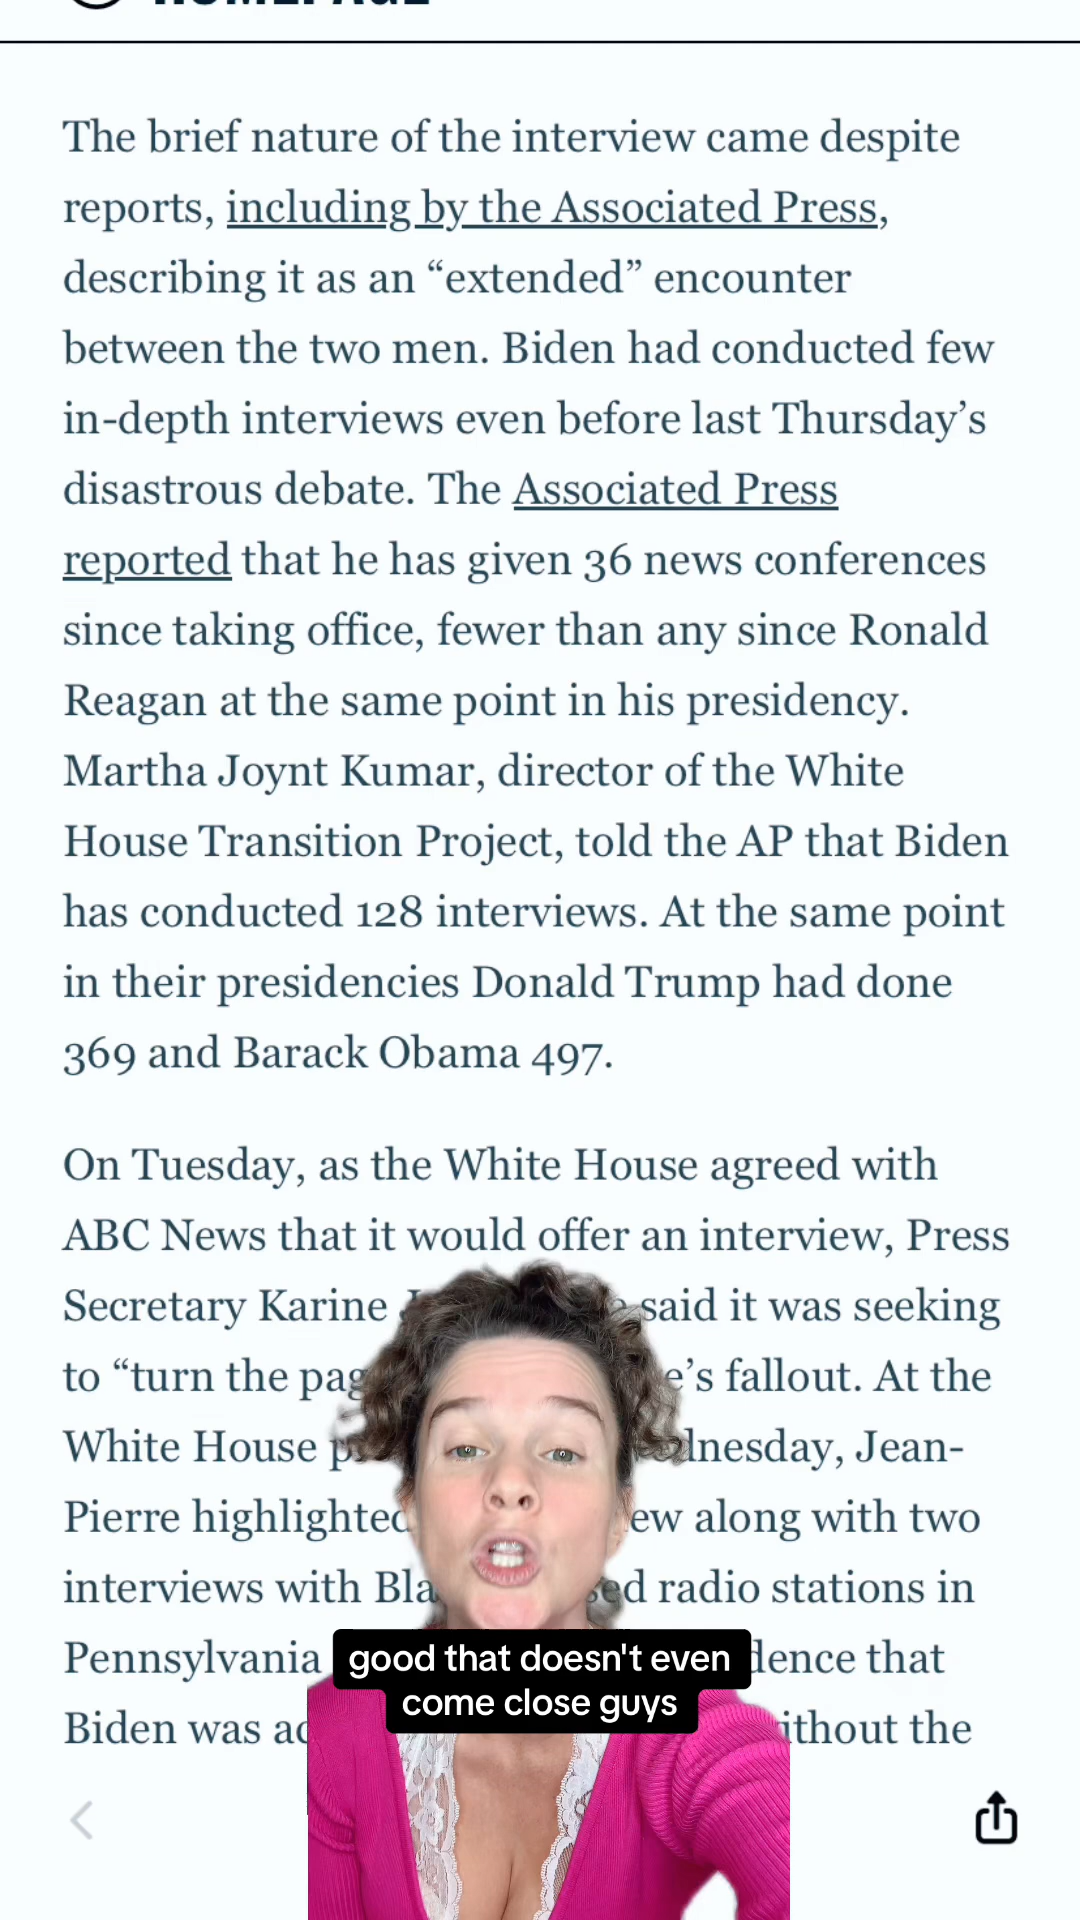 The brief nature of the interview came despite
reports, including by the Associated Press,
describing it as an “extended” encounter
between the two men. Biden had conducted few
in-depth interviews even before last Thursday’s
disastrous debate. The Associated Press
reported that he has given 36 news conferences
since taking office, fewer than any since Ronald
Reagan at the same point in his presidency.
Martha Joynt Kumar, director of the White
House Transition Project, told the AP that Biden
has conducted 128 interviews. At the same point
in their presidencies Donald Trump had done
369 and Barack Obama 497.
On Tuesday, as the White House agreed with
ABC News that it would offer an interview, Press
Secretary Karine said it was seeking
to “turn the fallout. At the
White House Jean-
Pierre along with two
interviews with radio stations in
Pennsylvania that
Biden was the
good that doesn't even
come close guys